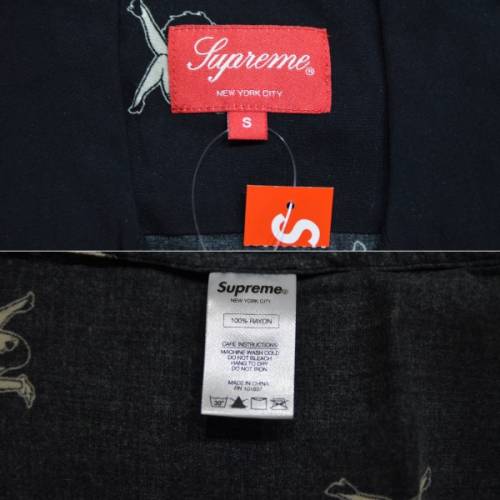 Supreme®
NEW YORK CITY
S
S
Supreme®
NEW YORK CITY
100% RAYON
CARE INSTRUCTIONS:
MACHINE WASH COLD
DO NOT BLEACH
HANG TO DRY
DO NOT IRON
MADE IN CHINA
30°